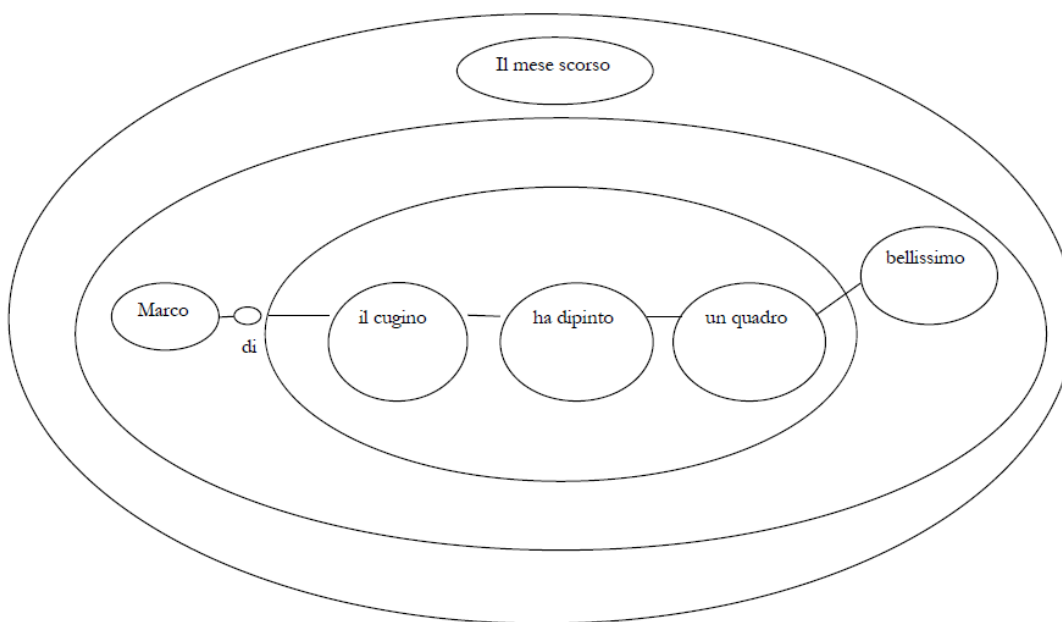 Il mese scorso
bellissimo
Marco
di
il cugino
ha dipinto
un quadro